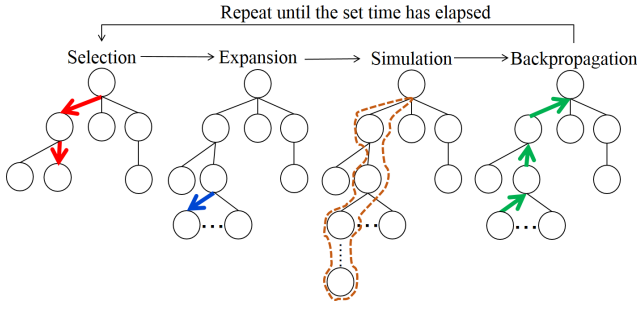 Repeat until the set time has elapsed
Selection
Expansion
Simulation
Backpropagation